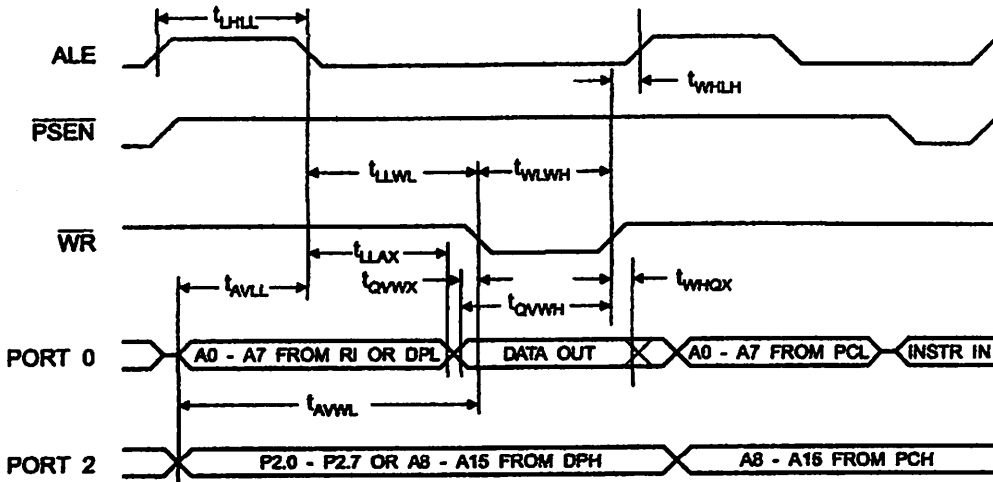 tLHLL
ALE
tWHLH
PSEN
tLLWL
tWLWH
WR
tLLAX
tQVWX
tWHQX
tAVLL
tQVWH
PORT 0
A0 - A7 FROM RI OR DPL
DATA OUT
A0 - A7 FROM PCL
INSTR IN
tAVWL
PORT 2
P2.0 - P2.7 OR A8 - A15 FROM DPH
A8 - A15 FROM PCH